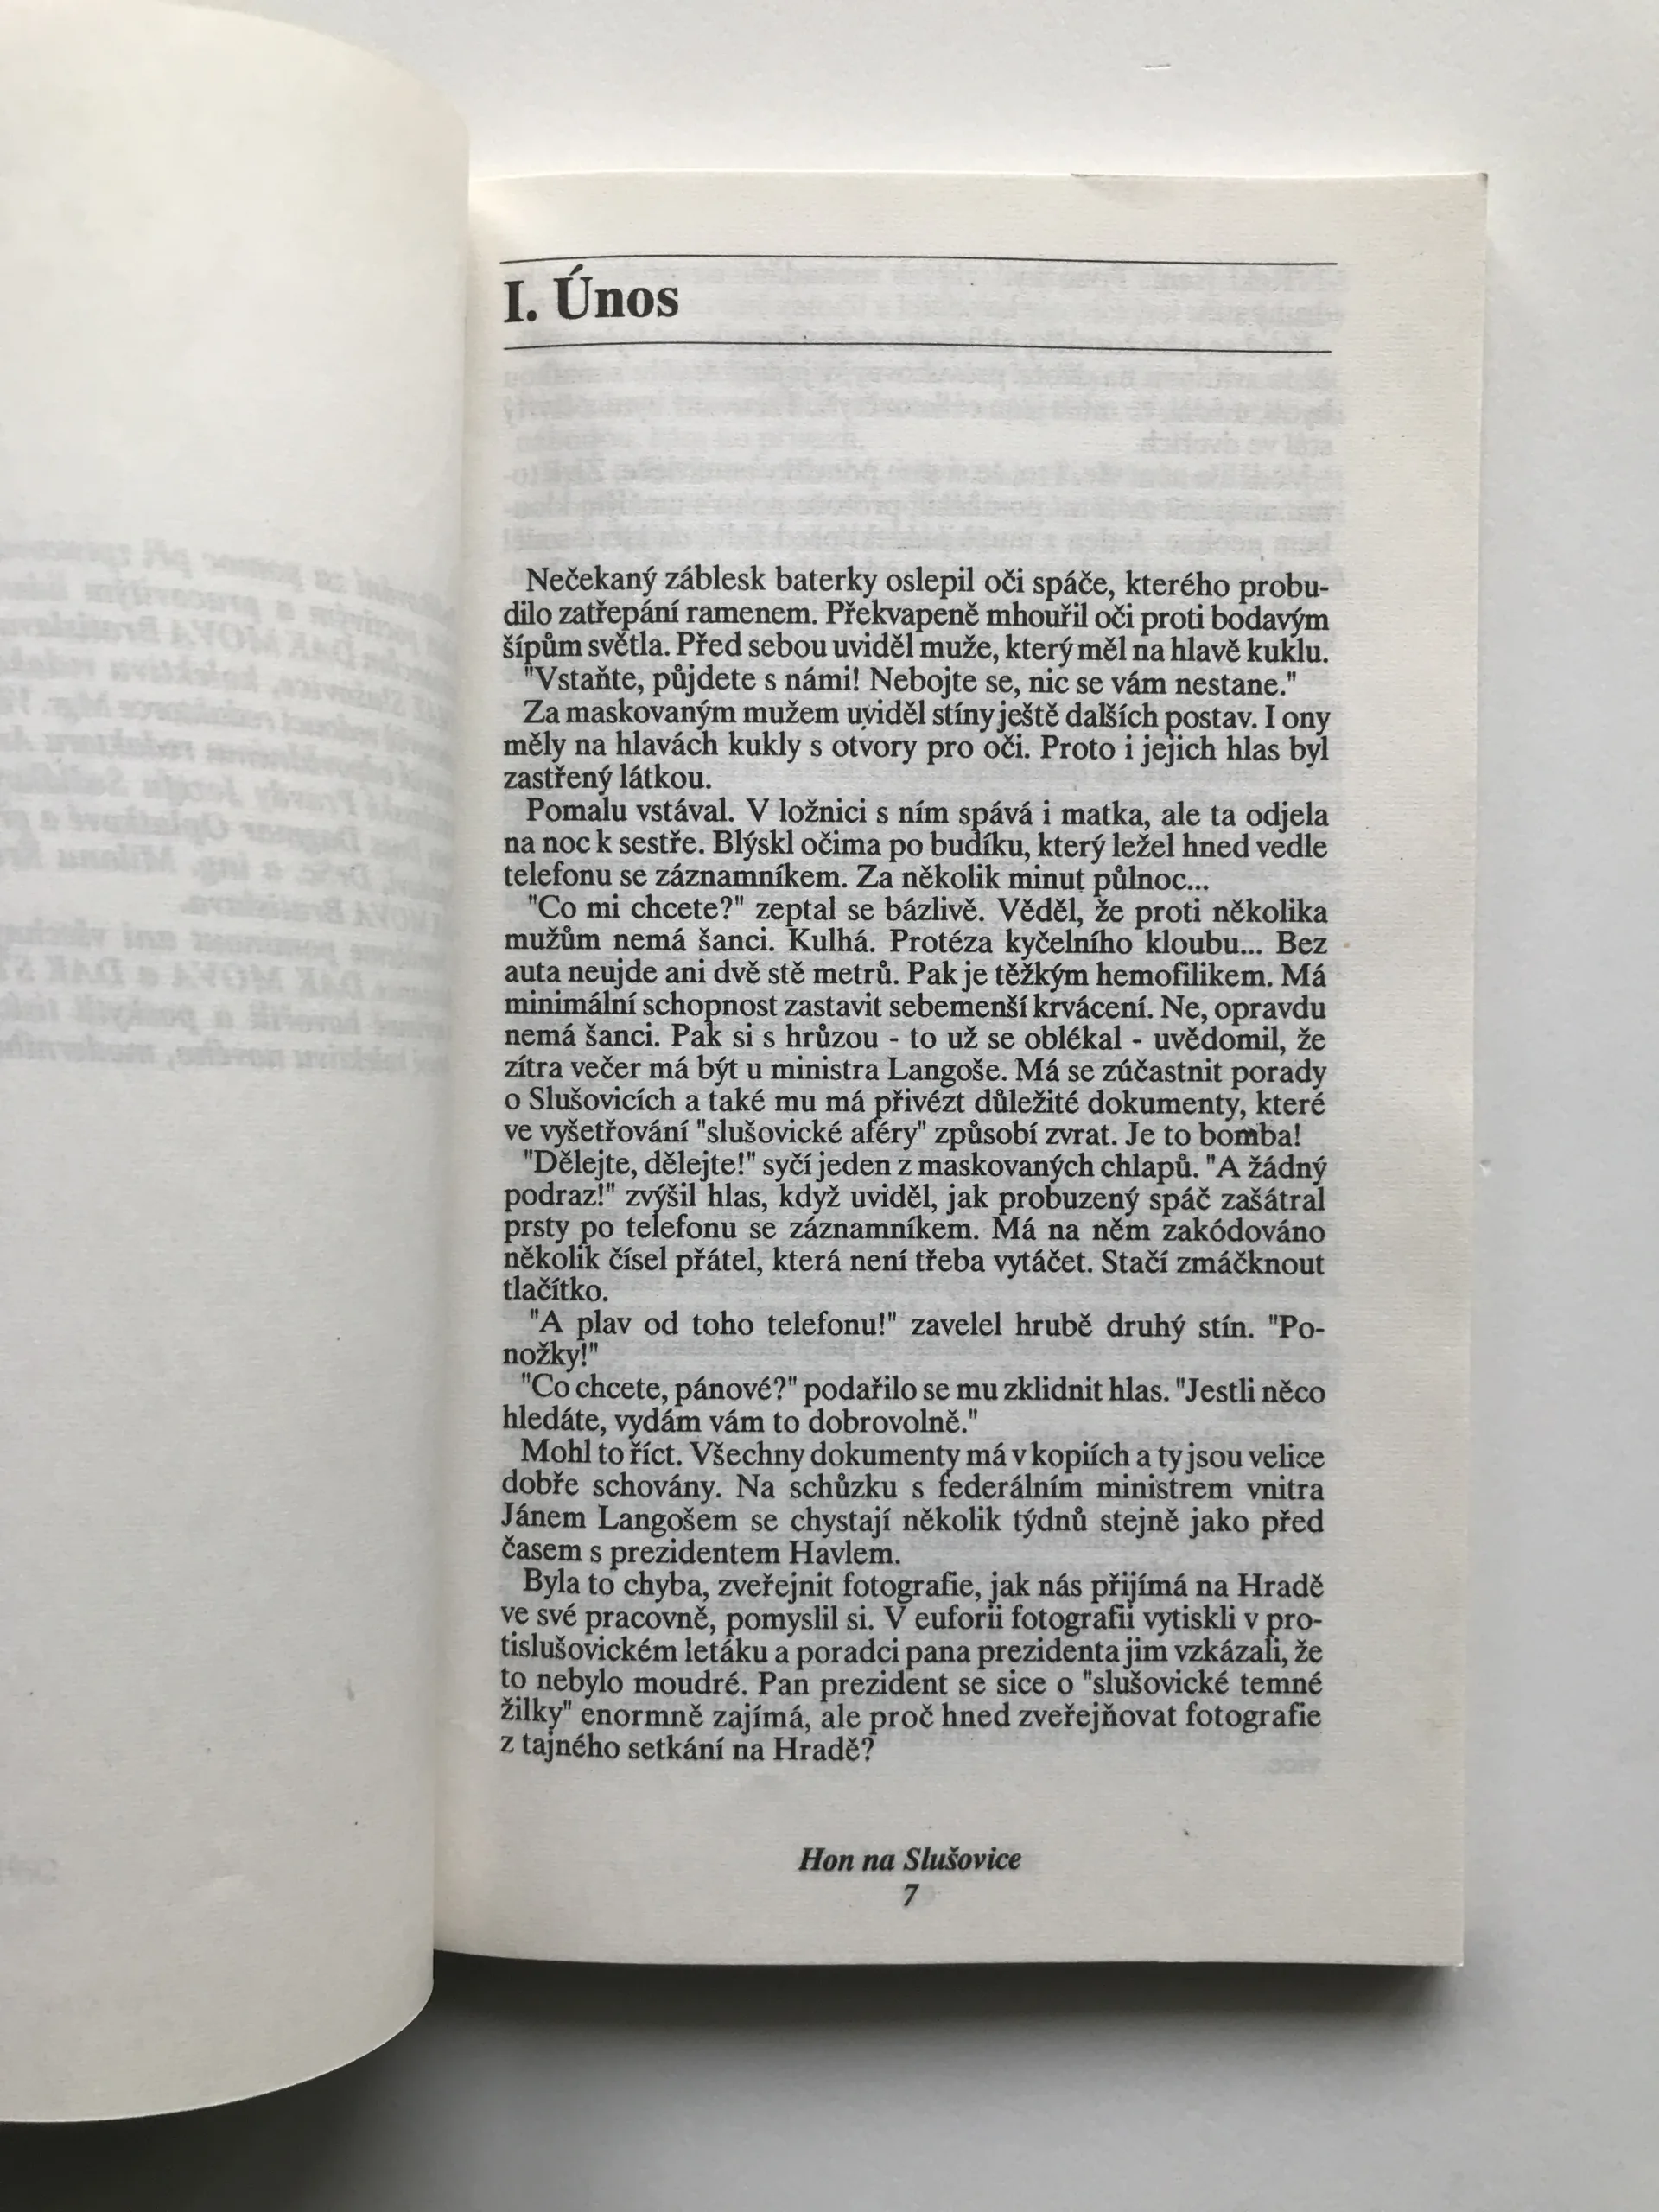 I. Únos
Nečekaný záblesk baterky oslepil oči spáče, kterého probu-
dilo zatřepání ramenem. Překvapeně mhouřil oči proti bodavým
šípům světla. Před sebou uviděl muže, který měl na hlavě kuklu.
"Vstaňte, půjdete s námi! Nebojte se, nic se vám nestane."
Za maskovaným mužem uviděl stíny ještě dalších postav. I ony
měly na hlavách kukly s otvory pro oči. Proto i jejich hlas byl
zastřený látkou.
Pomalu vstával. V ložnici s ním spává i matka, ale ta odjela
na noc k sestře. Blýskl očima po budíku, který ležel hned vedle
telefonu se záznamníkem. Za několik minut půlnoc...
"Co mi chcete?" zeptal se bázlivě. Věděl, že proti několika
mužům nemá šanci. Kulhá. Protéza kyčelního kloubu... Bez
auta neujde ani dvě stě metrů. Pak je těžkým hemofilikem. Má
minimální schopnost zastavit sebemenší krvácení. Ne, opravdu
nemá šanci. Pak si s hrůzou - to už se oblékal - uvědomil, že
zítra večer má být u ministra Langoše. Má se zúčastnit porady
o Slušovicích a také mu má přivézt důležité dokumenty, které
ve vyšetřování "slušovické aféry" způsobí zvrat. Je to bomba!
"Dělejte, dělejte!" syčí jeden z maskovaných chlapů. "A žádný
podraz!" zvýšil hlas, když uviděl, jak probuzený spáč zašátral
prsty po telefonu se záznamníkem. Má na něm zakódováno
několik čísel přátel, která není třeba vytáčet. Stačí zmáčknout
tlačítko.
"A plav od toho telefonu!" zavelel hrubě druhý stín. "Po-
nožky!"
"Co chcete, pánové?" podařilo se mu zklidnit hlas. "Jestli něco
hledáte, vydám vám to dobrovolně."
Mohl to říct. Všechny dokumenty má v kopiích a ty jsou velice
dobře schovány. Na schůzku s federálním ministrem vnitra
Jánem Langošem se chystají několik týdnů stejně jako před
časem s prezidentem Havlem.
Byla to chyba, zveřejnit fotografie, jak nás přijímá na Hradě
ve své pracovně, pomyslil si. V euforii fotografii vytiskli v pro-
tislušovickém letáku a poradci pana prezidenta jim vzkázali, že
to nebylo moudré. Pan prezident se sice o "slušovické temné
žilky" enormně zajímá, ale proč hned zveřejňovat fotografie
z tajného setkání na Hradě?
Hon na Slušovice
7